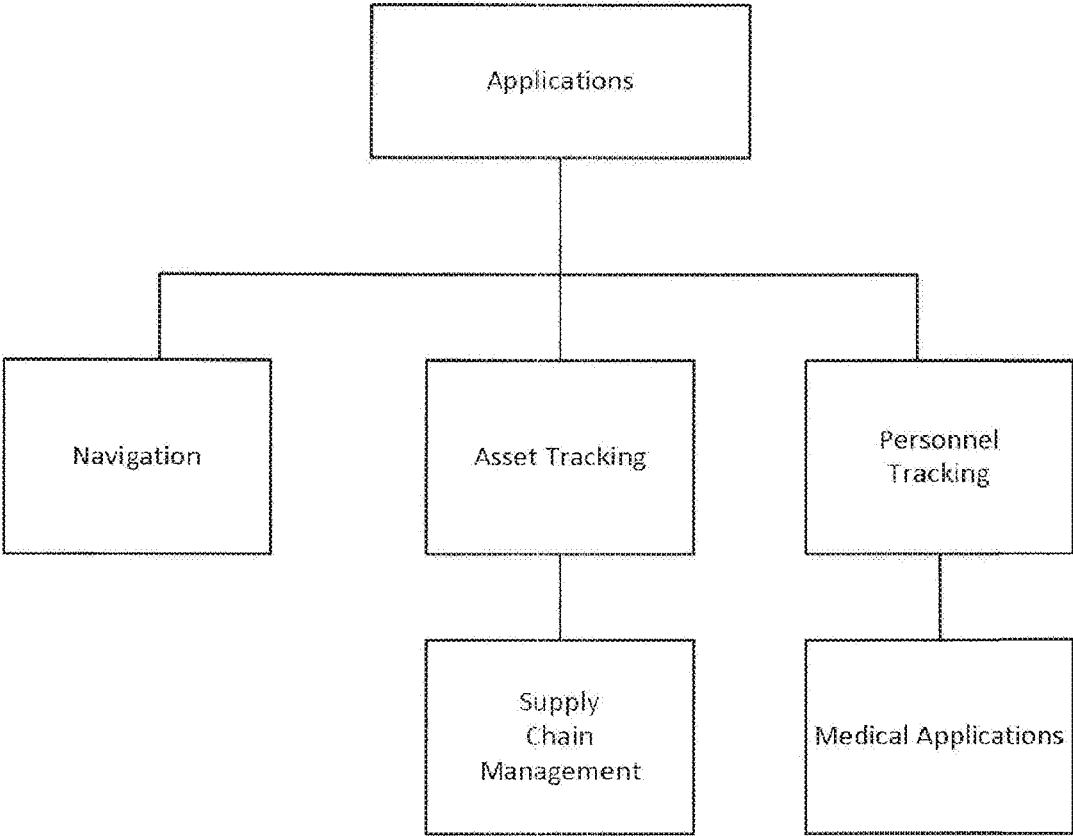 Applications
Navigation
Asset Tracking
Personnel
Tracking
Supply
Chain
Management
Medical Applications